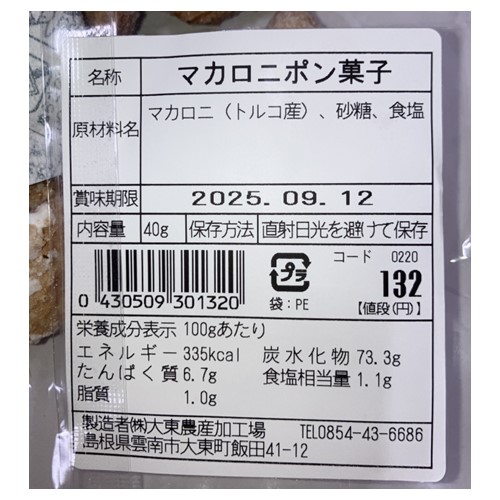 名称 マカロニポン菓子
原材料名 マカロニ（トルコ産）、砂糖、食塩
賞味期限 2025.09.12
内容量 40g 保存方法 直射日光を避けて保存
コード 0220
プラ
132
0 430509 301320
袋：PE
【値段(円)】
栄養成分表示 100gあたり
エネルギー 335kcal 炭水化物 73.3g
たんぱく質 6.7g 食塩相当量 1.1g
脂質 1.0g
製造者㈱大東農産加工場 TEL0854-43-6686
島根県雲南市大東町飯田41-12